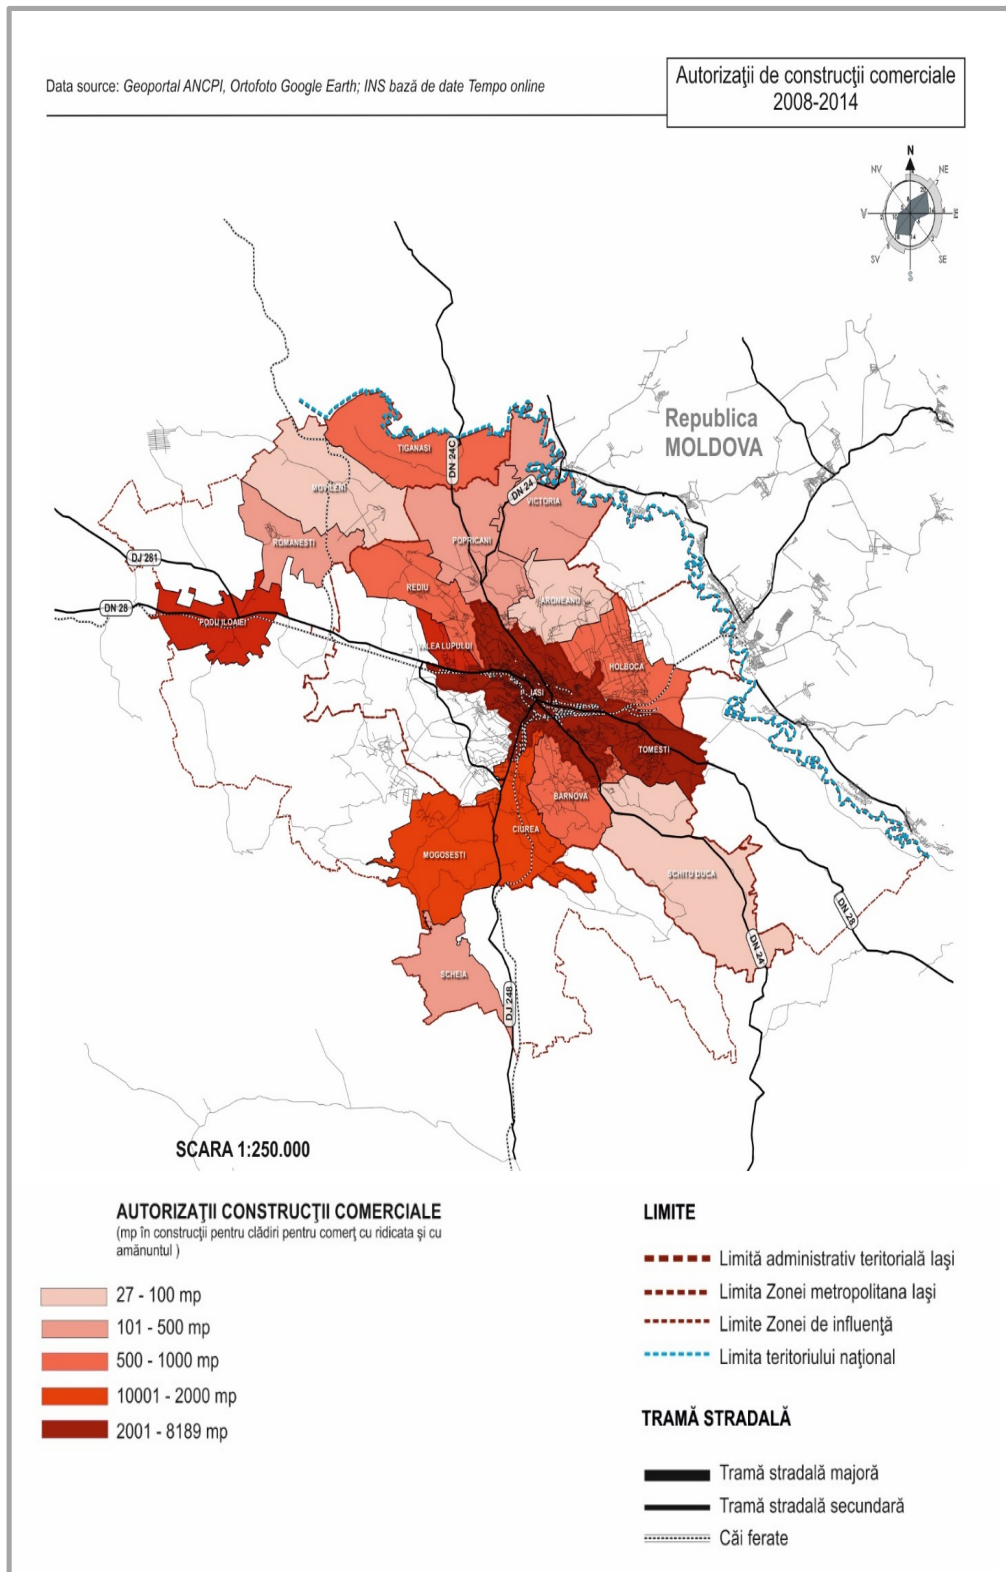 Data source: Geoportal ANCPI, Ortofoto Google Earth; INS bază de date Tempo online
Autorizaţii de construcţii comerciale
2008-2014
N
NV
NE
V
E
SV
SE
S
Republica
MOLDOVA
TIGANASI
DN 24C
DN 24
VICTORIA
MOVILENI
ROMANESTI
POPRICANI
DJ 281
REDIU
ARONEANU
DN 28
PODU ILOAIEI
VALEA LUPULUI
HOLBOCA
IASI
TOMESTI
BARNOVA
CIUREA
MOGOSESTI
SCHITU DUCA
DN 28
DN 24
SCHEIA
DJ 248
SCARA 1:250.000
AUTORIZAŢII CONSTRUCŢII COMERCIALE
(mp în construcţii pentru clădiri pentru comerţ cu ridicata şi cu
amănuntul )
27 - 100 mp
101 - 500 mp
500 - 1000 mp
10001 - 2000 mp
2001 - 8189 mp
LIMITE
Limită administrativ teritorială Iaşi
Limita Zonei metropolitana Iaşi
Limite Zonei de influenţă
Limita teritoriului naţional
TRAMĂ STRADALĂ
Tramă stradală majoră
Tramă stradală secundară
Căi ferate